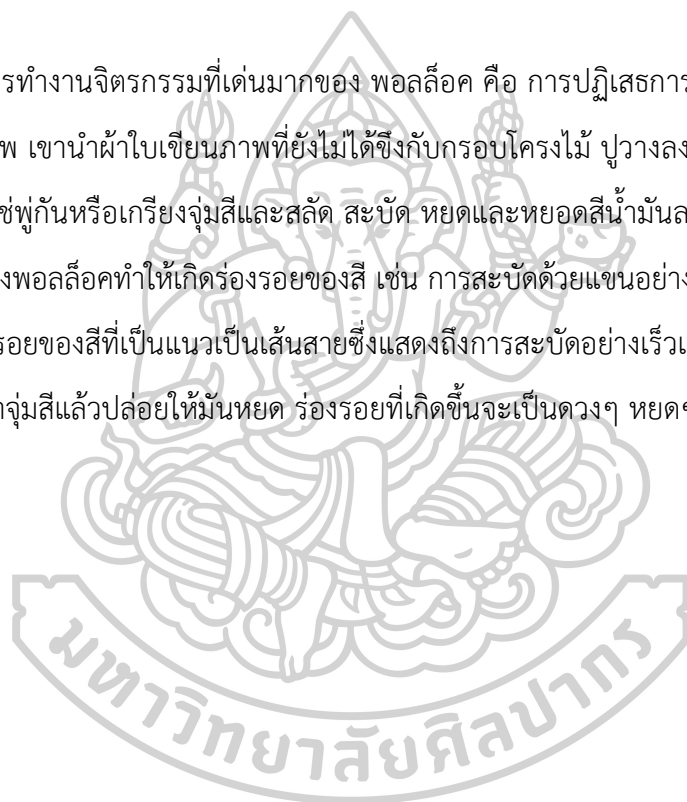 รทำงานจิตรกรรมที่เด่นมากของ พอลล็อค คือ การปฏิเสธการ
พ เขานำผ้าใบเขียนภาพที่ยังไม่ได้ขึงกับกรอบโครงไม้ ปูวางลง
ช่พู่กันหรือเกรียงจุ่มสีและสลัด สะบัด หยดและหยอดสีน้ำมันล
งพอลล็อคทำให้เกิดร่องรอยของสี เช่น การสะบัดด้วยแขนอย่าง
รอยของสีที่เป็นแนวเป็นเส้นสายซึ่งแสดงถึงการสะบัดอย่างเร็ว
จุ่มสีแล้วปล่อยให้มันหยด ร่องรอยที่เกิดขึ้นจะเป็นดวงๆ หยดๆ
มหาวิทยาลัยศิลปากร